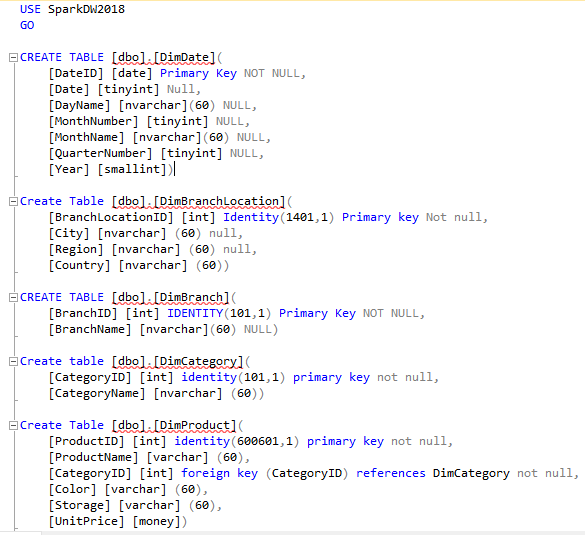 USE SparkDW2018
GO
CREATE TABLE [dbo].[DimDate](
[DateID] [date] Primary Key NOT NULL,
[Date] [tinyint] Null,
[DayName] [nvarchar](60) NULL,
[MonthNumber] [tinyint] NULL,
[MonthName] [nvarchar](60) NULL,
[QuarterNumber] [tinyint] NULL,
[Year] [smallint])
Create Table [dbo].[DimBranchLocation](
[BranchLocationID] [int] Identity(1401,1) Primary key Not null,
[City] [nvarchar] (60) null,
[Region] [nvarchar] (60) null,
[Country] [nvarchar] (60))
CREATE TABLE [dbo].[DimBranch](
[BranchID] [int] IDENTITY(101,1) Primary Key NOT NULL,
[BranchName] [nvarchar](60) NULL)
Create table [dbo].[DimCategory](
[CategoryID] [int] identity(101,1) primary key not null,
[CategoryName] [nvarchar] (60))
Create Table [dbo].[DimProduct](
[ProductID] [int] identity(600601,1) primary key not null,
[ProductName] [varchar] (60),
[CategoryID] [int] foreign key (CategoryID) references DimCategory not null,
[Color] [varchar] (60),
[Storage] [varchar] (60),
[UnitPrice] [money])